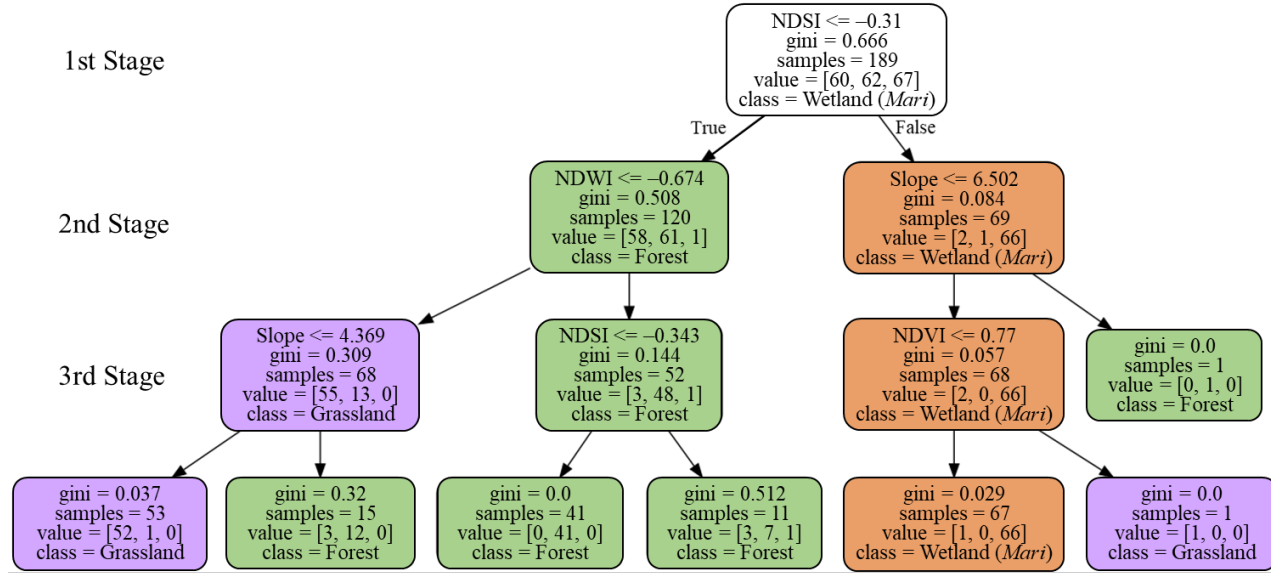 1st Stage
NDSI <= –0.31
gini = 0.666
samples = 189
value = [60, 62, 67]
class = Wetland (Mari)
True
False
2nd Stage
NDWI <= –0.674
gini = 0.508
samples = 120
value = [58, 61, 1]
class = Forest
Slope <= 6.502
gini = 0.084
samples = 69
value = [2, 1, 66]
class = Wetland (Mari)
3rd Stage
Slope <= 4.369
gini = 0.309
samples = 68
value = [55, 13, 0]
class = Grassland
NDSI <= –0.343
gini = 0.144
samples = 52
value = [3, 48, 1]
class = Forest
NDVI <= 0.77
gini = 0.057
samples = 68
value = [2, 0, 66]
class = Wetland (Mari)
gini = 0.0
samples = 1
value = [0, 1, 0]
class = Forest
gini = 0.037
samples = 53
value = [52, 1, 0]
class = Grassland
gini = 0.32
samples = 15
value = [3, 12, 0]
class = Forest
gini = 0.0
samples = 41
value = [0, 41, 0]
class = Forest
gini = 0.512
samples = 11
value = [3, 7, 1]
class = Forest
gini = 0.029
samples = 67
value = [1, 0, 66]
class = Wetland (Mari)
gini = 0.0
samples = 1
value = [1, 0, 0]
class = Grassland